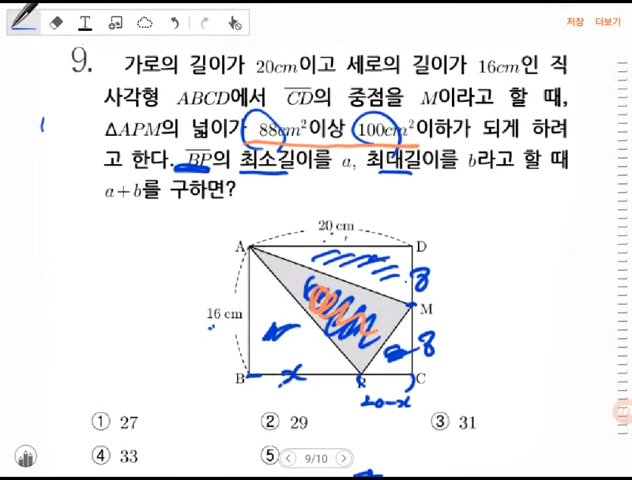 저장 더보기
9. 가로의 길이가 20cm이고 세로의 길이가 16cm인 직
사각형 ABCD에서 CD의 중점을 M이라고 할 때,
△APM의 넓이가 88cm²이상 100cm²이하가 되게 하려
고 한다. BP의 최소길이를 a, 최대길이를 b라고 할 때
a+b를 구하면?
20 cm
A D
8
M
16 cm
8
B x P C
20-x
① 27 ② 29 ③ 31
④ 33 ⑤
9/10